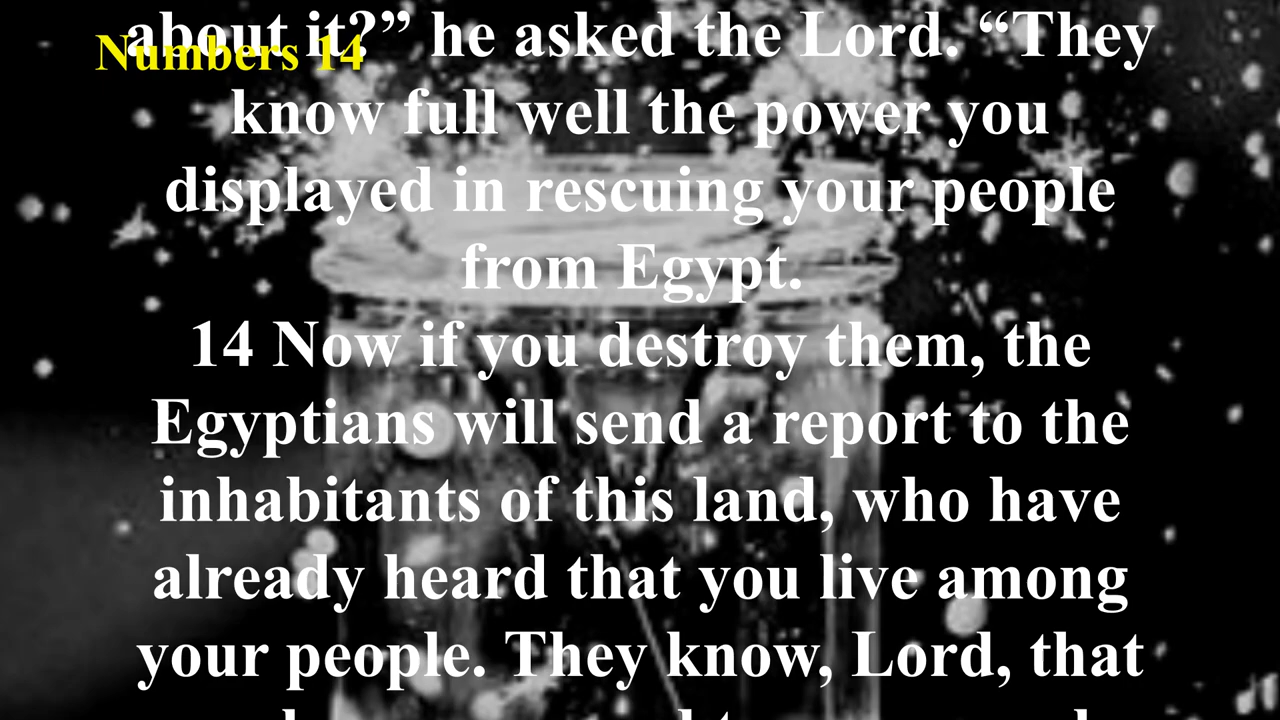 about it?” he asked the Lord. “They
Numbers 14
know full well the power you
displayed in rescuing your people
from Egypt.
14 Now if you destroy them, the
Egyptians will send a report to the
inhabitants of this land, who have
already heard that you live among
your people. They know, Lord, that